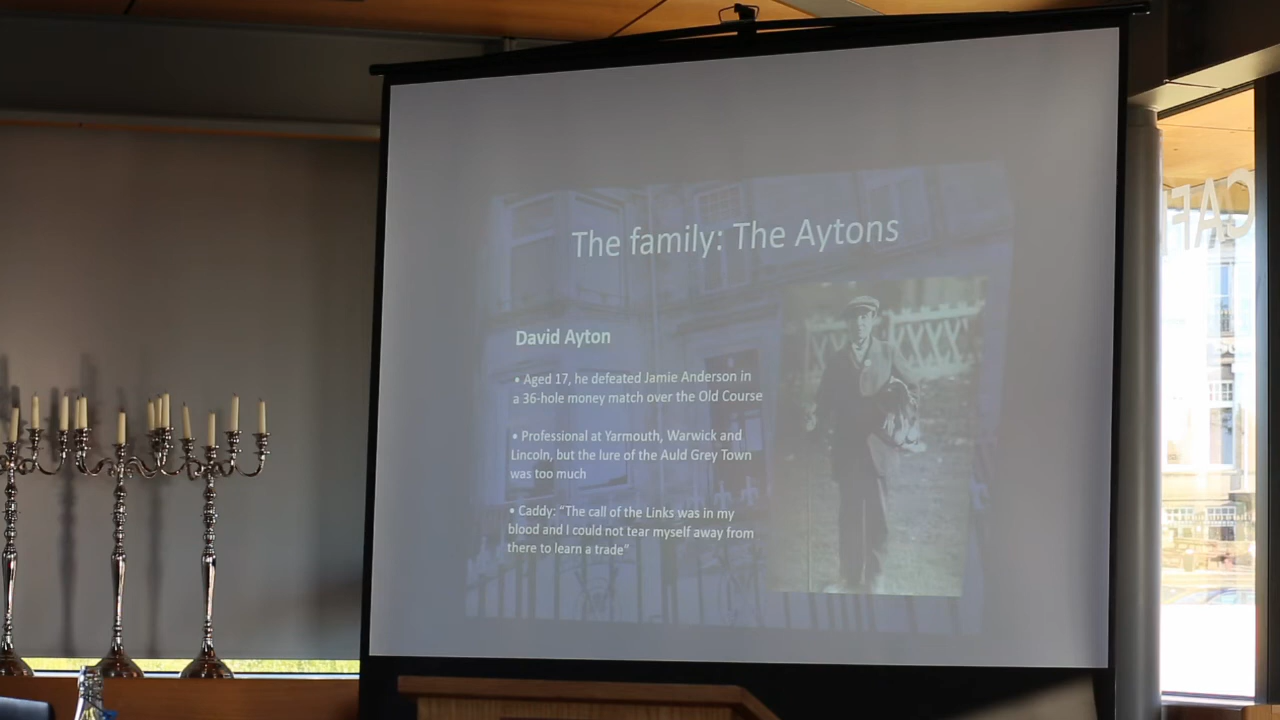 The family: The Aytons
David Ayton
• Aged 17, he defeated Jamie Anderson in
a 36-hole money match over the Old Course
• Professional at Yarmouth, Warwick and
Lincoln, but the lure of the Auld Grey Town
was too much
• Caddy: “The call of the Links was in my
blood and I could not tear myself away from
there to learn a trade”